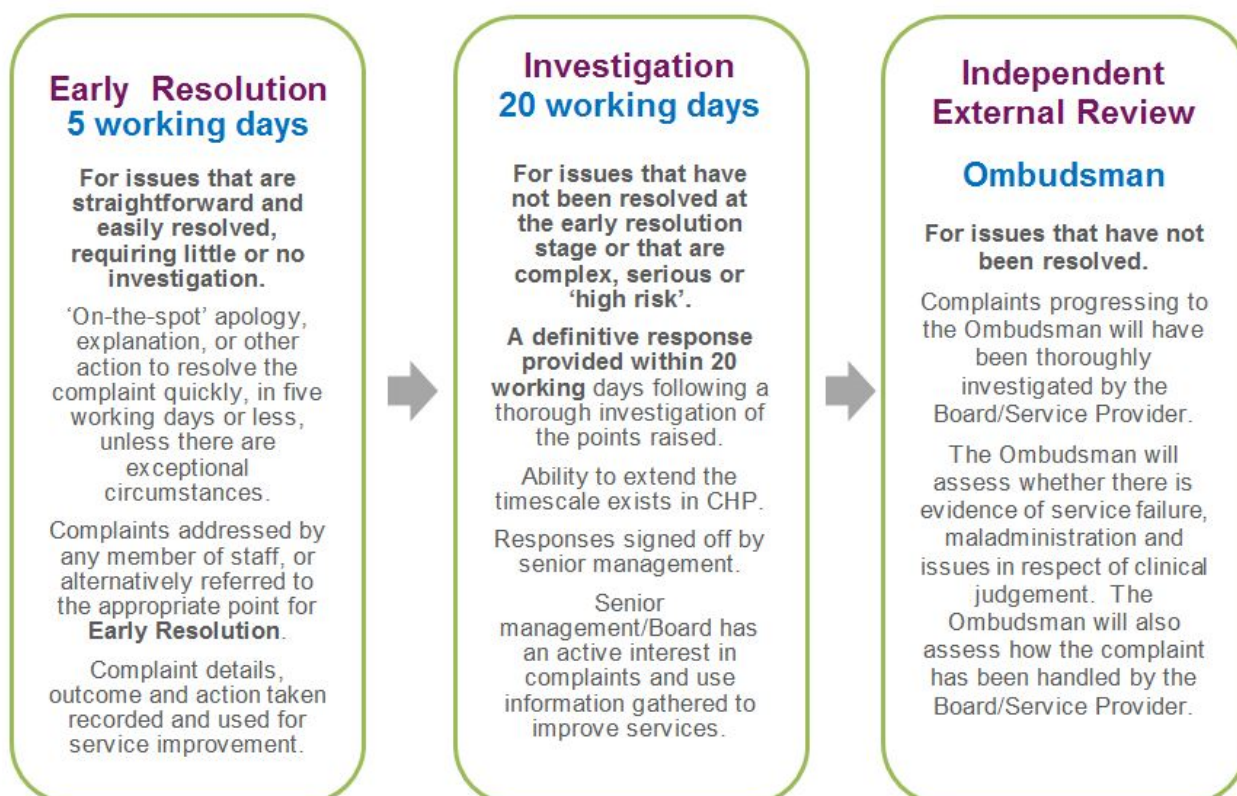 Early Resolution
5 working days
For issues that are
straightforward and
easily resolved,
requiring little or no
investigation.
‘On-the-spot’ apology,
explanation, or other
action to resolve the
complaint quickly, in five
working days or less,
unless there are
exceptional
circumstances.
Complaints addressed by
any member of staff, or
alternatively referred to
the appropriate point for
Early Resolution.
Complaint details,
outcome and action taken
recorded and used for
service improvement.
Investigation
20 working days
For issues that have
not been resolved at
the early resolution
stage or that are
complex, serious or
‘high risk’.
A definitive response
provided within 20
working days following a
thorough investigation of
the points raised.
Ability to extend the
timescale exists in CHP.
Responses signed off by
senior management.
Senior
management/Board has
an active interest in
complaints and use
information gathered to
improve services.
Independent
External Review
Ombudsman
For issues that have not
been resolved.
Complaints progressing to
the Ombudsman will have
been thoroughly
investigated by the
Board/Service Provider.
The Ombudsman will
assess whether there is
evidence of service failure,
maladministration and
issues in respect of clinical
judgement. The
Ombudsman will also
assess how the complaint
has been handled by the
Board/Service Provider.